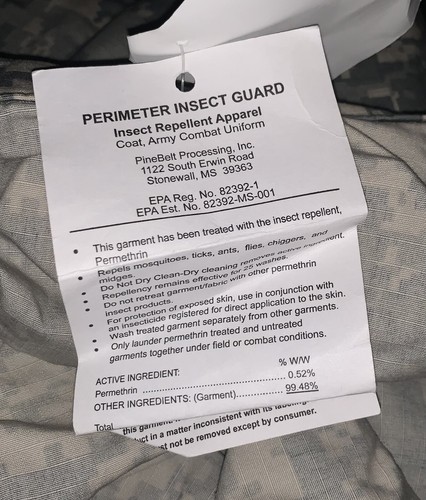 PERIMETER INSECT GUARD
Insect Repellent Apparel
Coat, Army Combat Uniform
PineBelt Processing, Inc.
1122 South Erwin Road
Stonewall, MS 39363
EPA Reg. No. 82392-1
EPA Est. No. 82392-MS-001
• This garment has been treated with the insect repellent,
Permethrin
• Repels mosquitoes, ticks, ants, flies, chiggers, and
midges.
• Do Not Dry Clean-Dry cleaning removes active ingredient.
• Repellency remains effective for 25 washes.
• Do not retreat garment/fabric with other permethrin
insect products.
• For protection of exposed skin, use in conjunction with
an insecticide registered for direct application to the skin.
• Wash treated garment separately from other garments.
• Only launder permethrin treated and untreated
garments together under field or combat conditions.
% W/W
ACTIVE INGREDIENT:
Permethrin ........................................ 0.52%
OTHER INGREDIENTS: (Garment)............ 99.48%
Total
this garment
uct in a matter inconsistent with its labeling
st not be removed except by consumer.